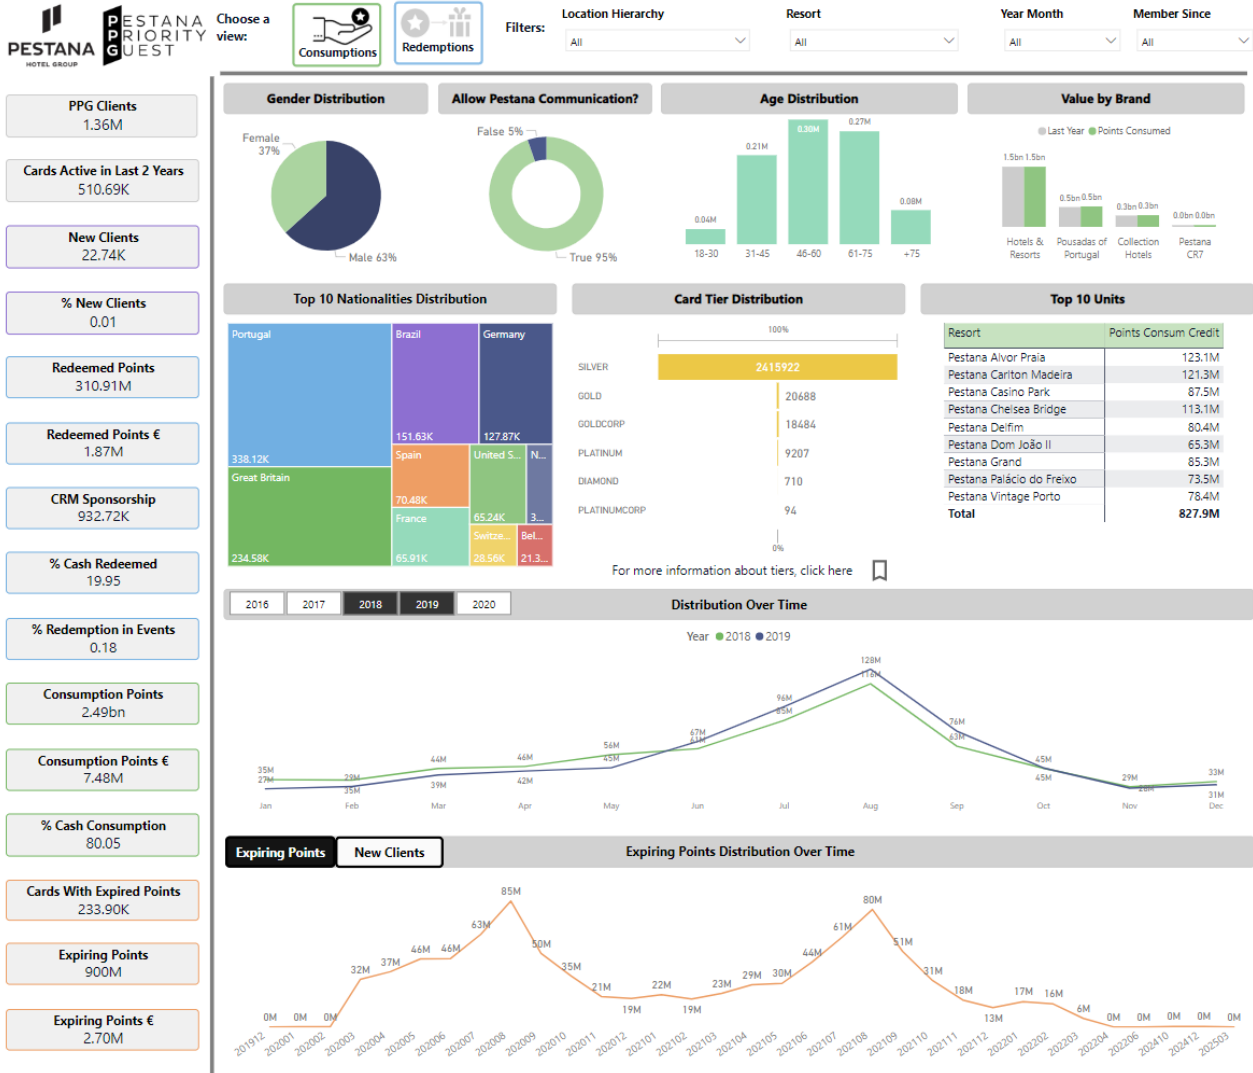 PESTANA
HOTEL GROUP
PESTANA
PRIORITY
GUEST
Choose a
view:
Consumptions
Redemptions
Filters:
Location Hierarchy
All
Resort
All
Year Month
All
Member Since
All
PPG Clients
1.36M
Cards Active in Last 2 Years
510.69K
New Clients
22.74K
% New Clients
0.01
Redeemed Points
310.91M
Redeemed Points €
1.87M
CRM Sponsorship
932.72K
% Cash Redeemed
19.95
% Redemption in Events
0.18
Consumption Points
2.49bn
Consumption Points €
7.48M
% Cash Consumption
80.05
Cards With Expired Points
233.90K
Expiring Points
900M
Expiring Points €
2.70M
Gender Distribution
Female
37%
Male 63%
Allow Pestana Communication?
False 5%
True 95%
Age Distribution
0.04M
0.21M
0.30M
0.27M
0.08M
18-30
31-45
46-60
61-75
+75
Value by Brand
Last Year
Points Consumed
1.5bn 1.5bn
0.5bn 0.5bn
0.3bn 0.3bn
0.0bn 0.0bn
Hotels &
Resorts
Pousadas of
Portugal
Collection
Hotels
Pestana
CR7
Top 10 Nationalities Distribution
Portugal
338.12K
Great Britain
234.58K
Brazil
151.63K
Germany
127.87K
Spain
70.48K
France
65.91K
United S...
65.24K
N...
3...
Switze...
28.56K
Bel...
21.3...
Card Tier Distribution
100%
SILVER 2415922
GOLD 20688
GOLDCORP 18484
PLATINUM 9207
DIAMOND 710
PLATINUMCORP 94
0%
For more information about tiers, click here
Top 10 Units
Resort Points Consum Credit
Pestana Alvor Praia 123.1M
Pestana Carlton Madeira 121.3M
Pestana Casino Park 87.5M
Pestana Chelsea Bridge 113.1M
Pestana Delfim 80.4M
Pestana Dom João II 65.3M
Pestana Grand 85.3M
Pestana Palácio do Freixo 73.5M
Pestana Vintage Porto 78.4M
Total 827.9M
2016 2017 2018 2019 2020
Distribution Over Time
Year 2018 2019
35M
27M
29M
35M
44M
39M
46M
42M
56M
45M
67M
61M
96M
85M
128M
116M
76M
63M
45M
45M
29M
28M
33M
31M
Jan Feb Mar Apr May Jun Jul Aug Sep Oct Nov Dec
Expiring Points
New Clients
Expiring Points Distribution Over Time
0M 0M 0M 32M 37M 46M 46M 63M 85M 50M 35M 21M 19M 22M 19M 23M 29M 30M 44M 61M 80M 51M 31M 18M 13M 17M 16M 6M 0M 0M 0M 0M 0M
201912 202001 202002 202003 202004 202005 202006 202007 202008 202009 202010 202011 202012 202101 202102 202103 202104 202105 202106 202107 202108 202109 202110 202111 202112 202201 202202 202203 202204 202206 202410 202412 202503